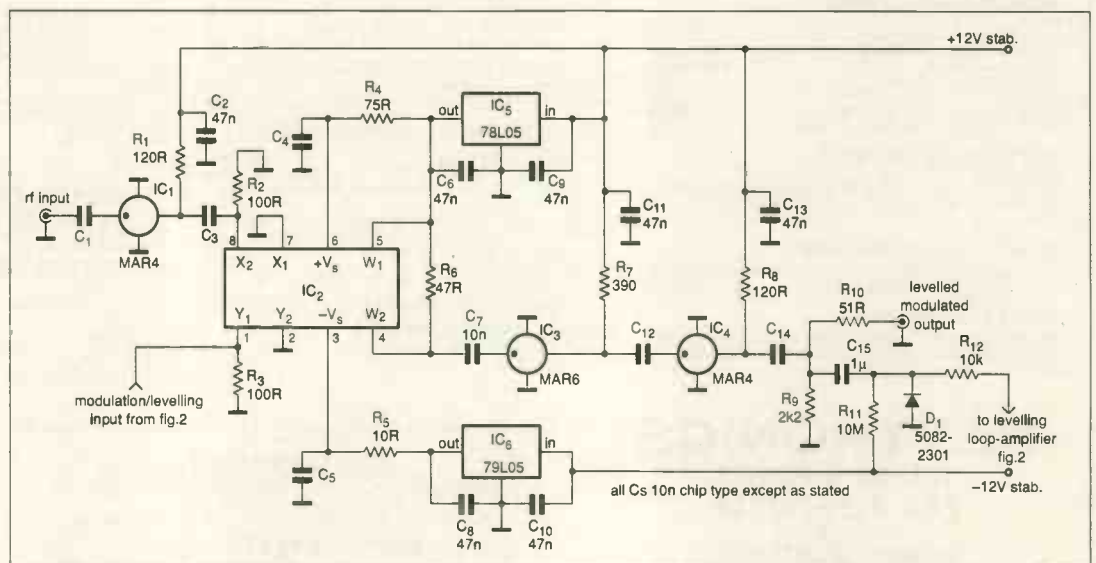 +12V stab.
C2
47n
R1
120R
rf input
C1
IC1
MAR4
C3
R2
100R
C4
R4
75R
out
IC5
78L05
in
C6
47n
C9
47n
C11
47n
C13
47n
8
7
6
5
X2
X1
+Vs
W1
IC2
Y1
Y2
−Vs
W2
1
2
3
4
R6
47R
R7
390
R8
120R
C7
10n
IC3
MAR6
C12
IC4
MAR4
C14
R10
51R
levelled
modulated
output
C15
1µ
R12
10k
R9
2k2
R11
10M
D1
5082-
2301
to levelling
loop-amplifier
fig.2
modulation/levelling
input from fig.2
R3
100R
R5
10R
out
IC6
79L05
in
C5
C8
47n
C10
47n
all Cs 10n chip type except as stated
−12V stab.